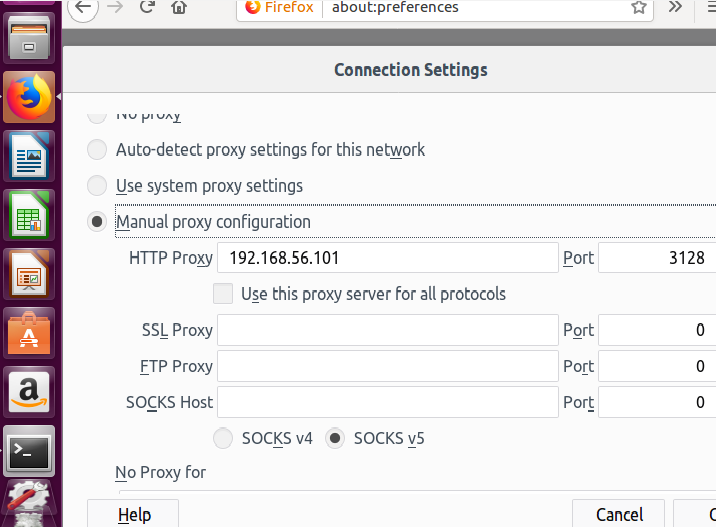 Firefox about:preferences
Connection Settings
No proxy
Auto-detect proxy settings for this network
Use system proxy settings
Manual proxy configuration
HTTP Proxy 192.168.56.101 Port 3128
Use this proxy server for all protocols
SSL Proxy Port 0
FTP Proxy Port 0
SOCKS Host Port 0
SOCKS v4 SOCKS v5
No Proxy for
Help Cancel